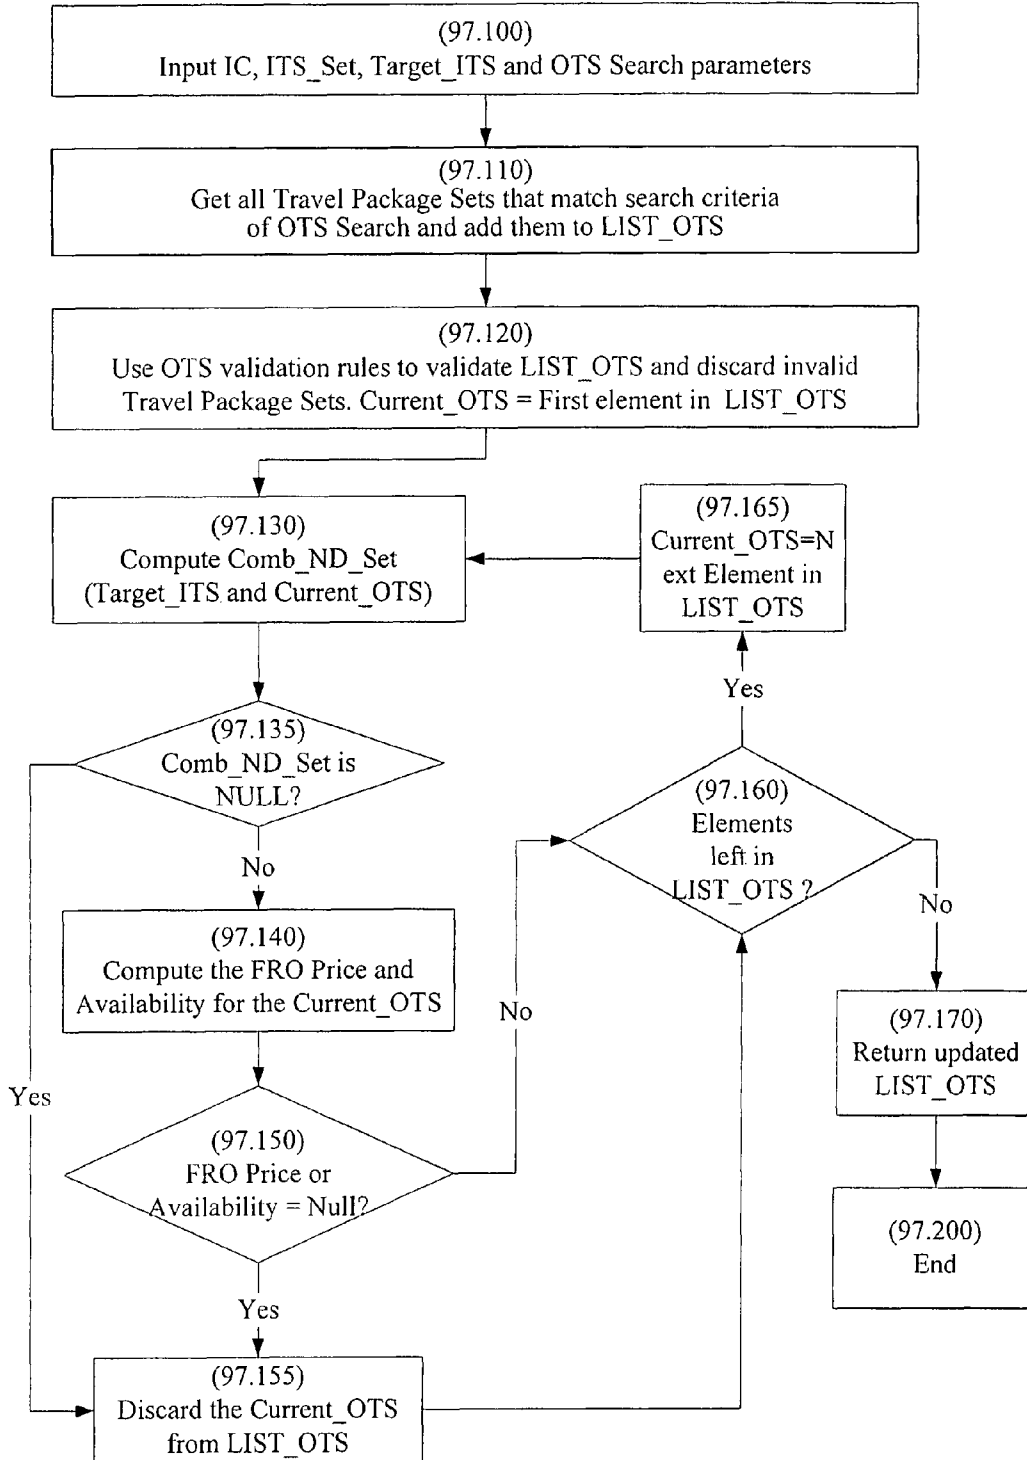 (97.100)
Input IC, ITS_Set, Target_ITS and OTS Search parameters
(97.110)
Get all Travel Package Sets that match search criteria
of OTS Search and add them to LIST_OTS
(97.120)
Use OTS validation rules to validate LIST_OTS and discard invalid
Travel Package Sets. Current_OTS = First element in LIST_OTS
(97.130)
Compute Comb_ND_Set
(Target_ITS and Current_OTS)
(97.165)
Current_OTS=N
ext Element in
LIST_OTS
Yes
(97.135)
Comb_ND_Set is
NULL?
(97.160)
Elements
left in
LIST_OTS ?
No
No
(97.140)
Compute the FRO Price and
Availability for the Current_OTS
No
(97.170)
Return updated
LIST_OTS
Yes
(97.150)
FRO Price or
Availability = Null?
(97.200)
End
Yes
(97.155)
Discard the Current_OTS
from LIST_OTS